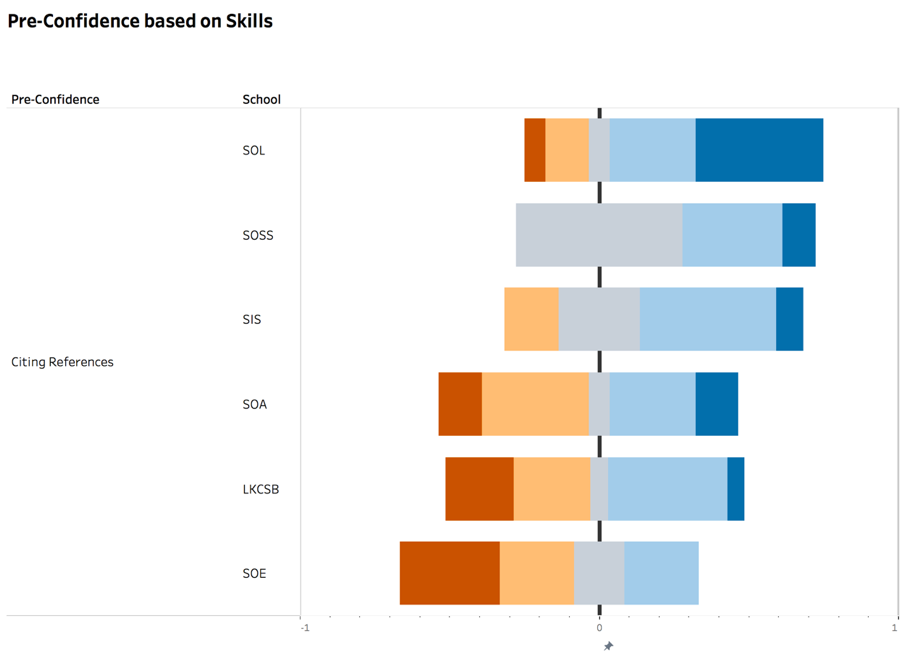 Pre-Confidence based on Skills
Pre-Confidence School
SOL
SOSS
SIS
Citing References
SOA
LKCSB
SOE
-1 0 1